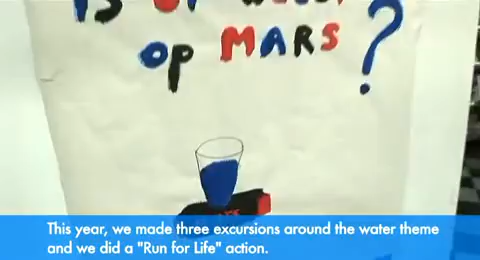 op MARS ?
This year, we made three excursions around the water theme
and we did a "Run for Life" action.